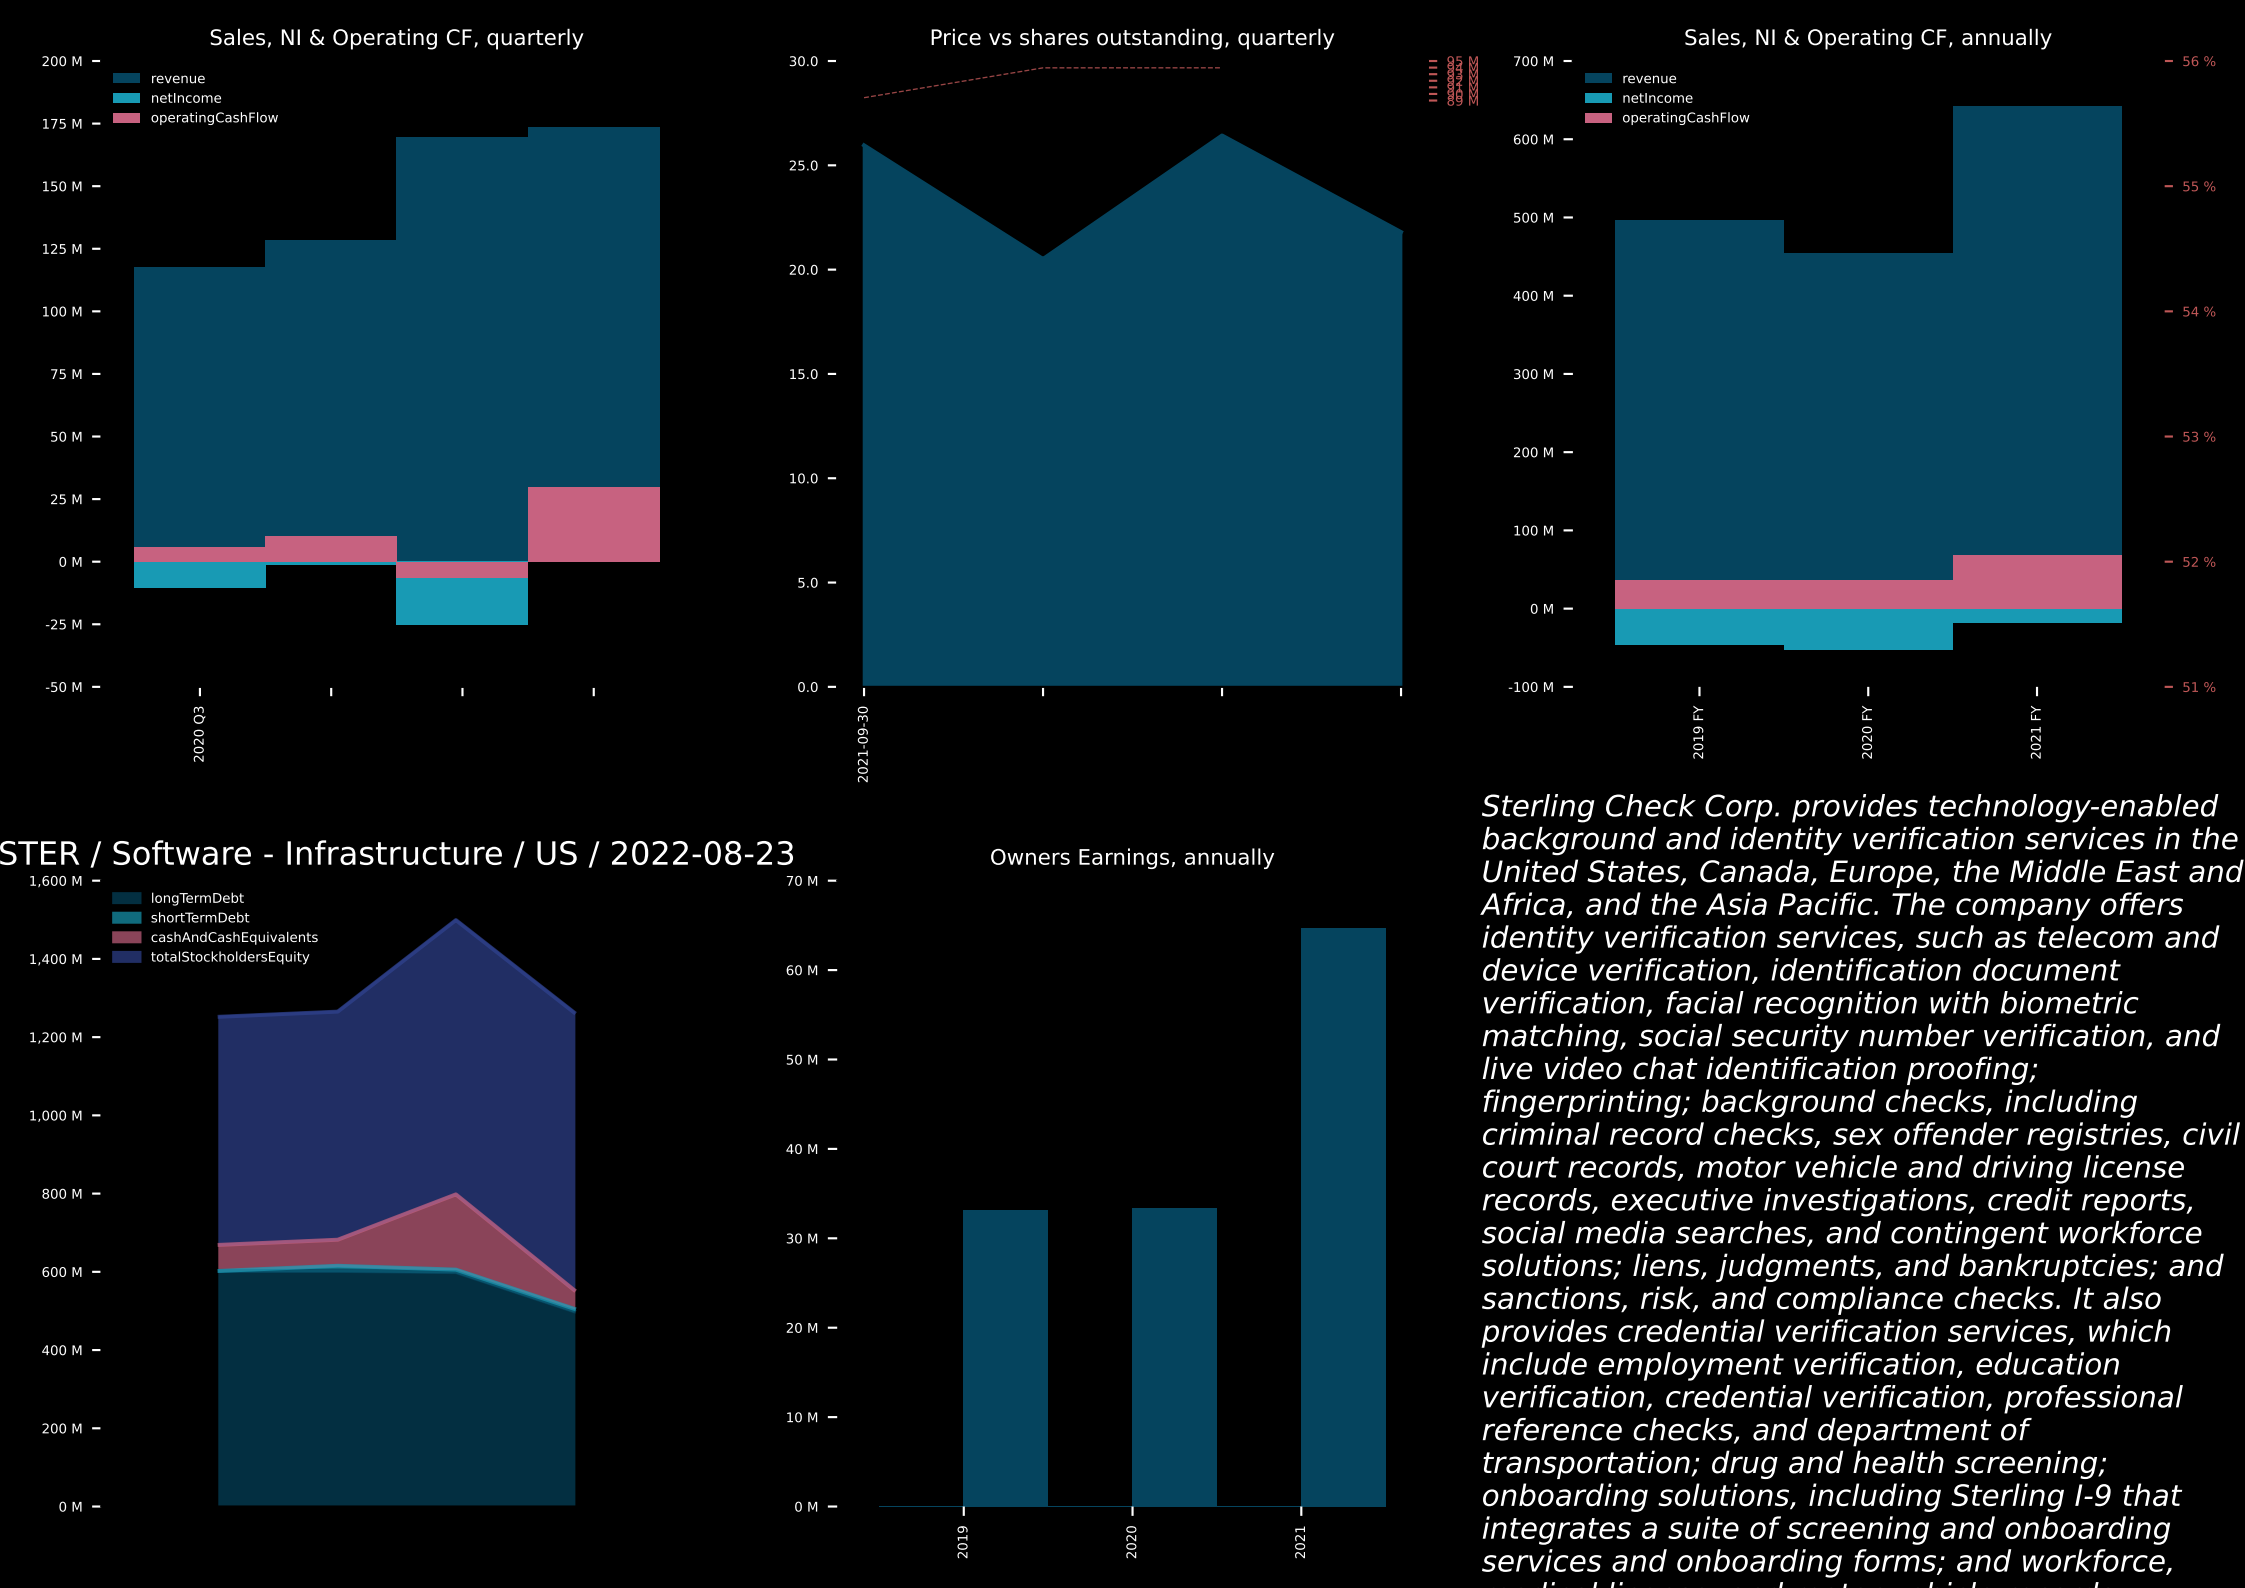 Sales, NI & Operating CF, quarterly
200 M
175 M
150 M
125 M
100 M
75 M
50 M
25 M
0 M
-25 M
-50 M
revenue
netIncome
operatingCashFlow
2020 Q3
Price vs shares outstanding, quarterly
30.0
25.0
20.0
15.0
10.0
5.0
0.0
95 M
89 M
2021-09-30
Sales, NI & Operating CF, annually
700 M
600 M
500 M
400 M
300 M
200 M
100 M
0 M
-100 M
revenue
netIncome
operatingCashFlow
56 %
55 %
54 %
53 %
52 %
51 %
2019 FY
2020 FY
2021 FY
STER / Software - Infrastructure / US / 2022-08-23
1,600 M
1,400 M
1,200 M
1,000 M
800 M
600 M
400 M
200 M
0 M
longTermDebt
shortTermDebt
cashAndCashEquivalents
totalStockholdersEquity
Owners Earnings, annually
70 M
60 M
50 M
40 M
30 M
20 M
10 M
0 M
2019
2020
2021
Sterling Check Corp. provides technology-enabled
background and identity verification services in the
United States, Canada, Europe, the Middle East and
Africa, and the Asia Pacific. The company offers
identity verification services, such as telecom and
device verification, identification document
verification, facial recognition with biometric
matching, social security number verification, and
live video chat identification proofing;
fingerprinting; background checks, including
criminal record checks, sex offender registries, civil
court records, motor vehicle and driving license
records, executive investigations, credit reports,
social media searches, and contingent workforce
solutions; liens, judgments, and bankruptcies; and
sanctions, risk, and compliance checks. It also
provides credential verification services, which
include employment verification, education
verification, credential verification, professional
reference checks, and department of
transportation; drug and health screening;
onboarding solutions, including Sterling I-9 that
integrates a suite of screening and onboarding
services and onboarding forms; and workforce,